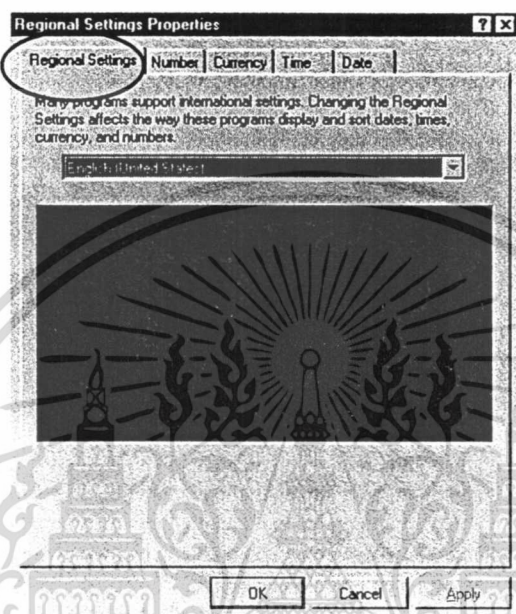 Regional Settings Properties
Regional Settings Number Currency Time Date
Many programs support international settings. Changing the Regional
Settings affects the way these programs display and sort dates, times,
currency, and numbers.
English (United States)
OK Cancel Apply